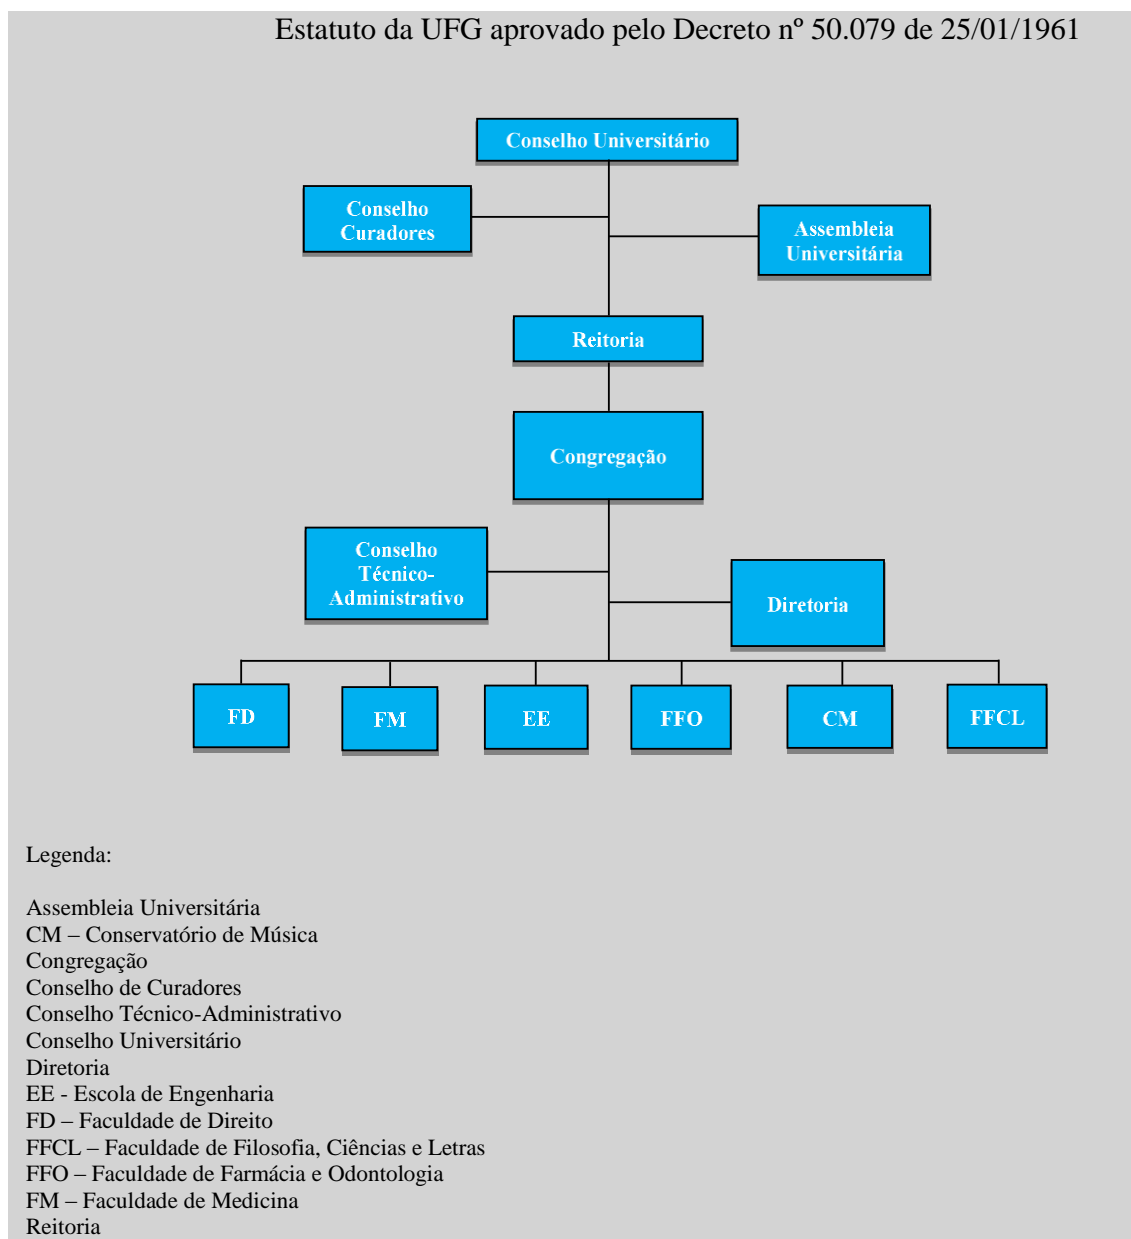 Estatuto da UFG aprovado pelo Decreto nº 50.079 de 25/01/1961
Conselho Universitário
Conselho
Curadores
Assembleia
Universitária
Reitoria
Congregação
Conselho
Técnico-
Administrativo
Diretoria
FD
FM
EE
FFO
CM
FFCL
Legenda:
Assembleia Universitária
CM – Conservatório de Música
Congregação
Conselho de Curadores
Conselho Técnico-Administrativo
Conselho Universitário
Diretoria
EE - Escola de Engenharia
FD – Faculdade de Direito
FFCL – Faculdade de Filosofia, Ciências e Letras
FFO – Faculdade de Farmácia e Odontologia
FM – Faculdade de Medicina
Reitoria